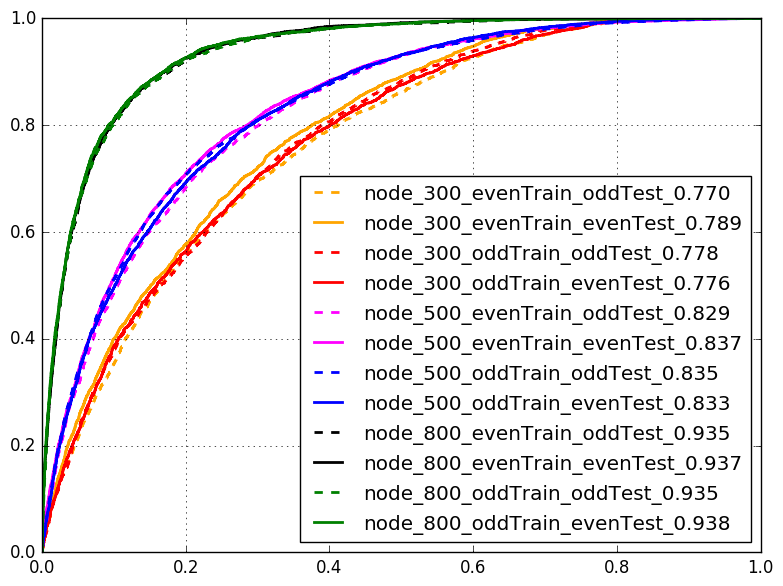 1.0
0.8
0.6
0.4
0.2
0.0
node_300_evenTrain_oddTest_0.770
node_300_evenTrain_evenTest_0.789
node_300_oddTrain_oddTest_0.778
node_300_oddTrain_evenTest_0.776
node_500_evenTrain_oddTest_0.829
node_500_evenTrain_evenTest_0.837
node_500_oddTrain_oddTest_0.835
node_500_oddTrain_evenTest_0.833
node_800_evenTrain_oddTest_0.935
node_800_evenTrain_evenTest_0.937
node_800_oddTrain_oddTest_0.935
node_800_oddTrain_evenTest_0.938
0.0 0.2 0.4 0.6 0.8 1.0